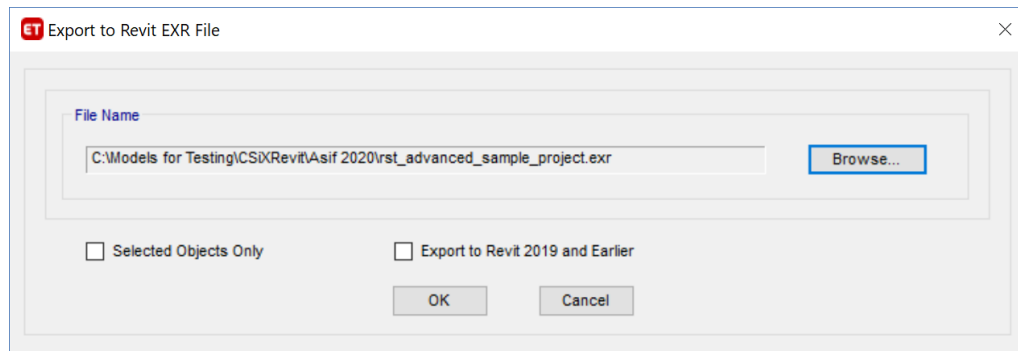 ET Export to Revit EXR File
File Name
C:\Models for Testing\CSiXRevit\Asif 2020\rst_advanced_sample_project.exr
Browse...
Selected Objects Only
Export to Revit 2019 and Earlier
OK
Cancel